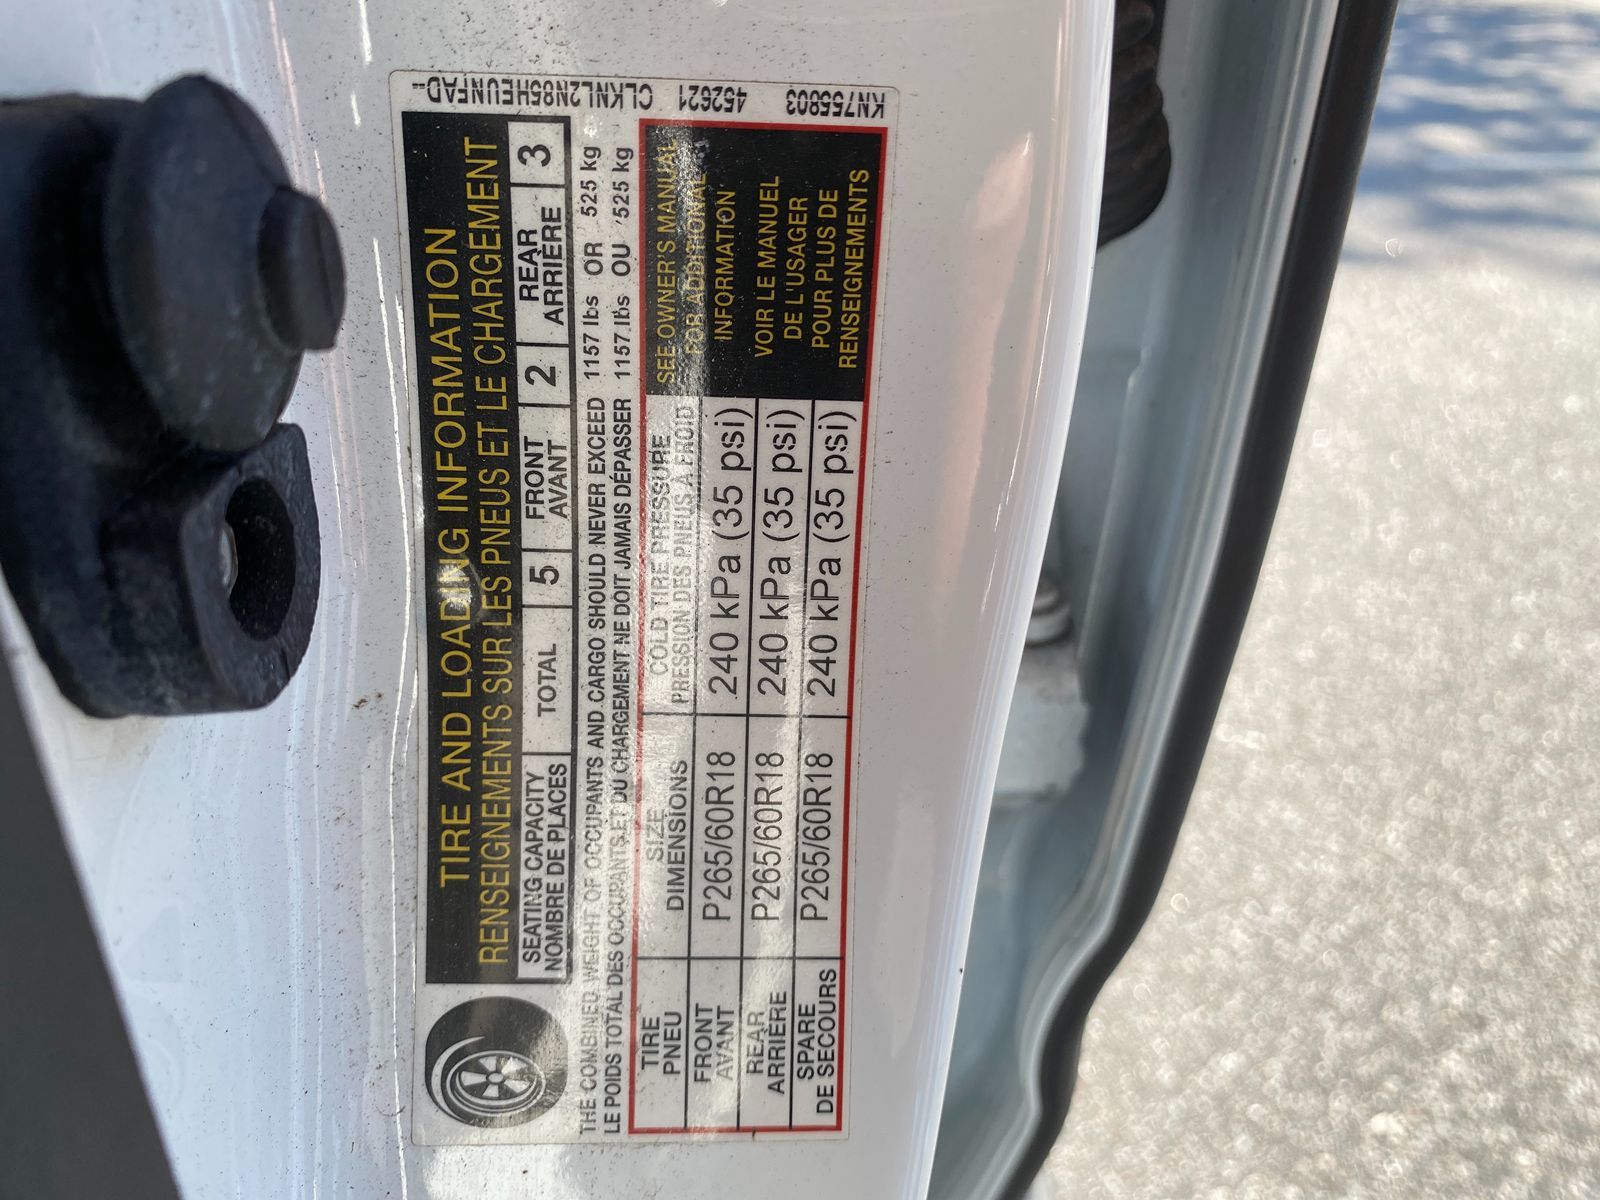 TIRE AND LOADING INFORMATION
RENSEIGNEMENTS SUR LES PNEUS ET LE CHARGEMENT
SEATING CAPACITY
NOMBRE DE PLACES
TOTAL 5
FRONT
AVANT
2
REAR
ARRIÈRE
3
THE COMBINED WEIGHT OF OCCUPANTS AND CARGO SHOULD NEVER EXCEED 1157 lbs OR 525 kg
LE POIDS TOTAL DES OCCUPANTS ET DU CHARGEMENT NE DOIT JAMAIS DÉPASSER 1157 lbs OU 525 kg
TIRE
PNEU
SIZE
DIMENSIONS
COLD TIRE PRESSURE
PRESSION DES PNEUS À FROID
FRONT
AVANT
P265/60R18 240 kPa (35 psi)
REAR
ARRIÈRE
P265/60R18 240 kPa (35 psi)
SPARE
DE SECOURS
P265/60R18 240 kPa (35 psi)
SEE OWNER'S MANUAL
FOR ADDITIONAL
INFORMATION
VOIR LE MANUEL
DE L'USAGER
POUR PLUS DE
RENSEIGNEMENTS
KN755803 452621 CLKNL2N85HEUNFAD--